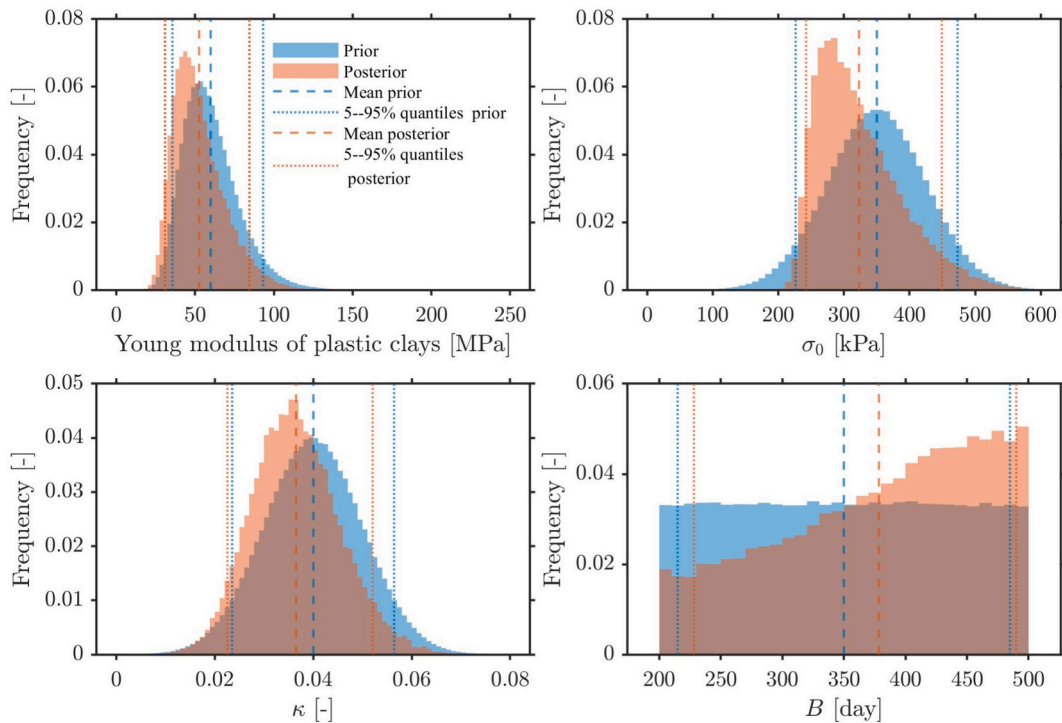 0.08
0.06
0.04
0.02
0
Frequency [-]
0 50 100 150 200 250
Young modulus of plastic clays [MPa]
Prior
Posterior
Mean prior
5--95% quantiles prior
Mean posterior
5--95% quantiles
posterior
0.08
0.06
0.04
0.02
0
Frequency [-]
0 100 200 300 400 500 600
σ₀ [kPa]
0.05
0.04
0.03
0.02
0.01
0
Frequency [-]
0 0.02 0.04 0.06 0.08
κ [-]
0.06
0.04
0.02
0
Frequency [-]
200 250 300 350 400 450 500
B [day]